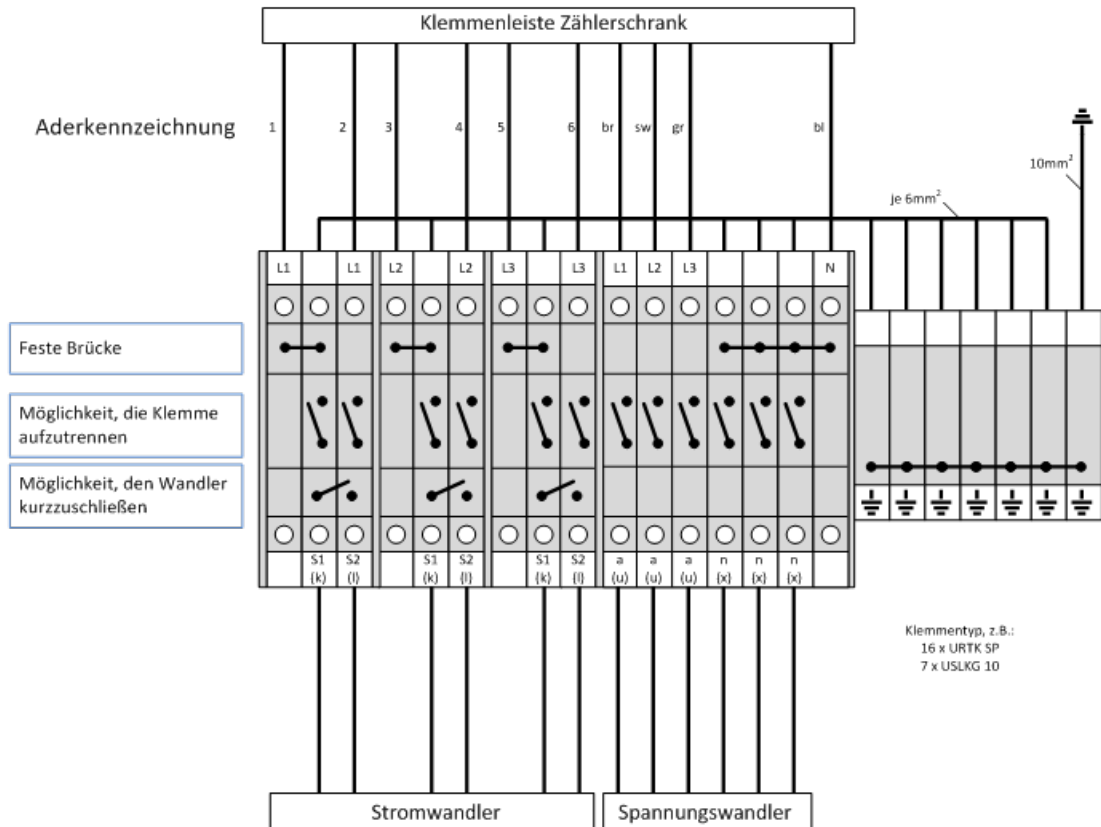 Klemmenleiste Zählerschrank
Aderkennzeichnung
1 2 3 4 5 6 br sw gr bl
10mm²
je 6mm²
L1 L1 L2 L2 L3 L3 L1 L2 L3 N
Feste Brücke
Möglichkeit, die Klemme
aufzutrennen
Möglichkeit, den Wandler
kurzzuschließen
S1 S2 S1 S2 S1 S2 a a a n n n
(k) (l) (k) (l) (k) (l) (u) (u) (u) (x) (x) (x)
Klemmentyp, z.B.:
16 x URTK SP
7 x USLKG 10
Stromwandler
Spannungswandler